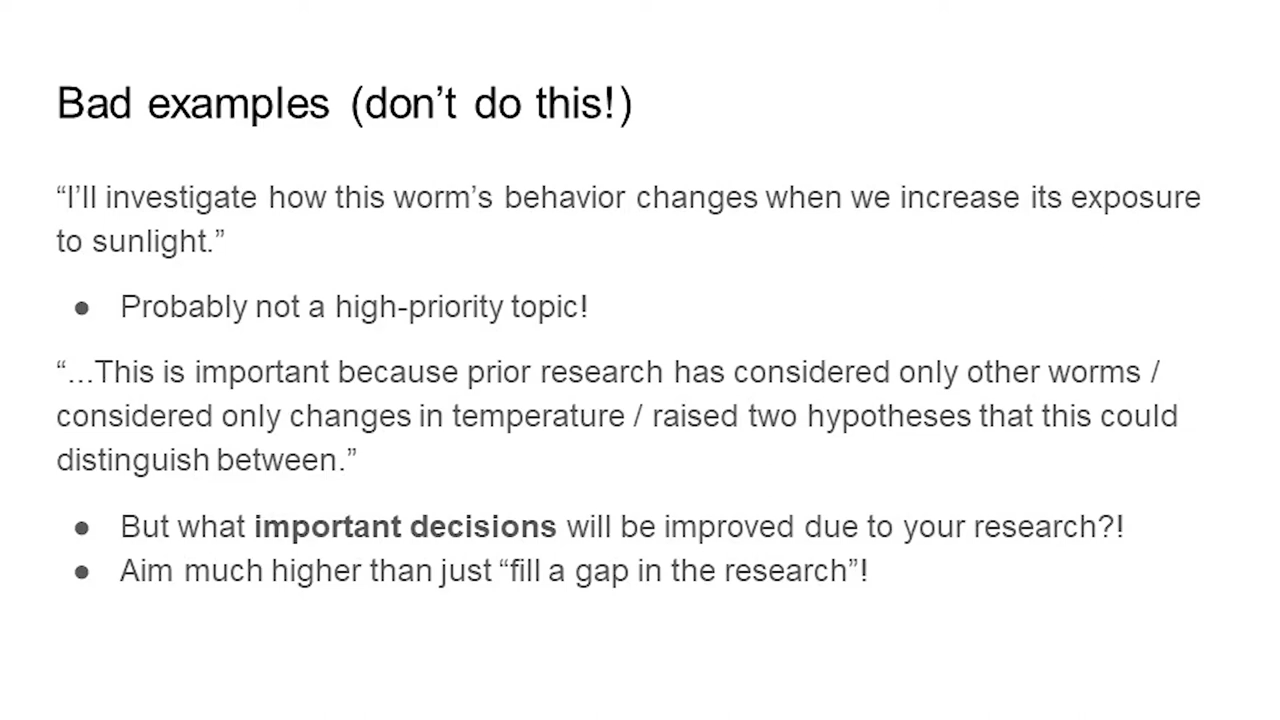 Bad examples (don’t do this!)
“I’ll investigate how this worm’s behavior changes when we increase its exposure
to sunlight.”
● Probably not a high-priority topic!
“...This is important because prior research has considered only other worms /
considered only changes in temperature / raised two hypotheses that this could
distinguish between.”
● But what important decisions will be improved due to your research?!
● Aim much higher than just “fill a gap in the research”!